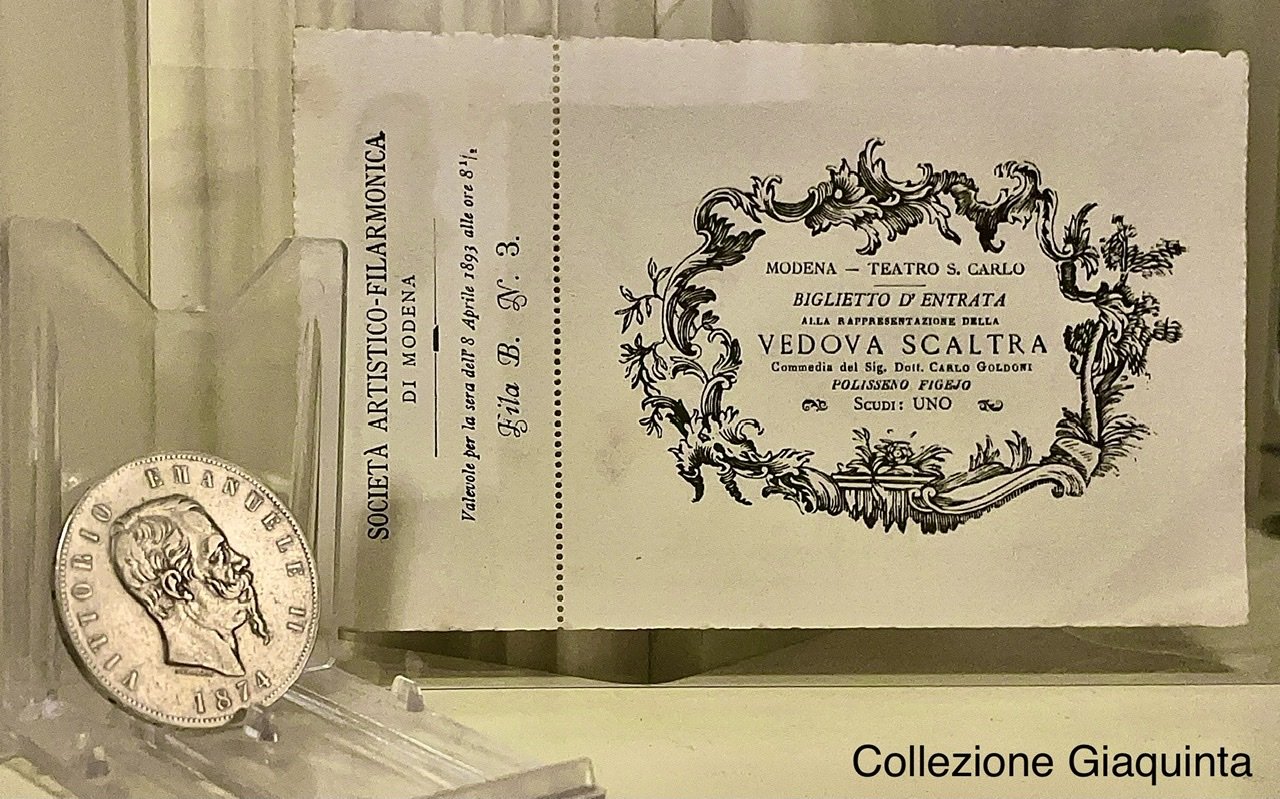 SOCIETÀ ARTISTICO-FILARMONICA
DI MODENA
Valevole per la sera dell' 8 Aprile 1893 alle ore 8 1/2
Fila B. N. 3.
MODENA — TEATRO S. CARLO
BIGLIETTO D' ENTRATA
ALLA RAPPRESENTAZIONE DELLA
VEDOVA SCALTRA
Commedia del Sig. Dott. CARLO GOLDONI
POLISSENO FIGEJO
SCUDI: UNO
VITTORIO EMANUELE II
1874
Collezione Giaquinta